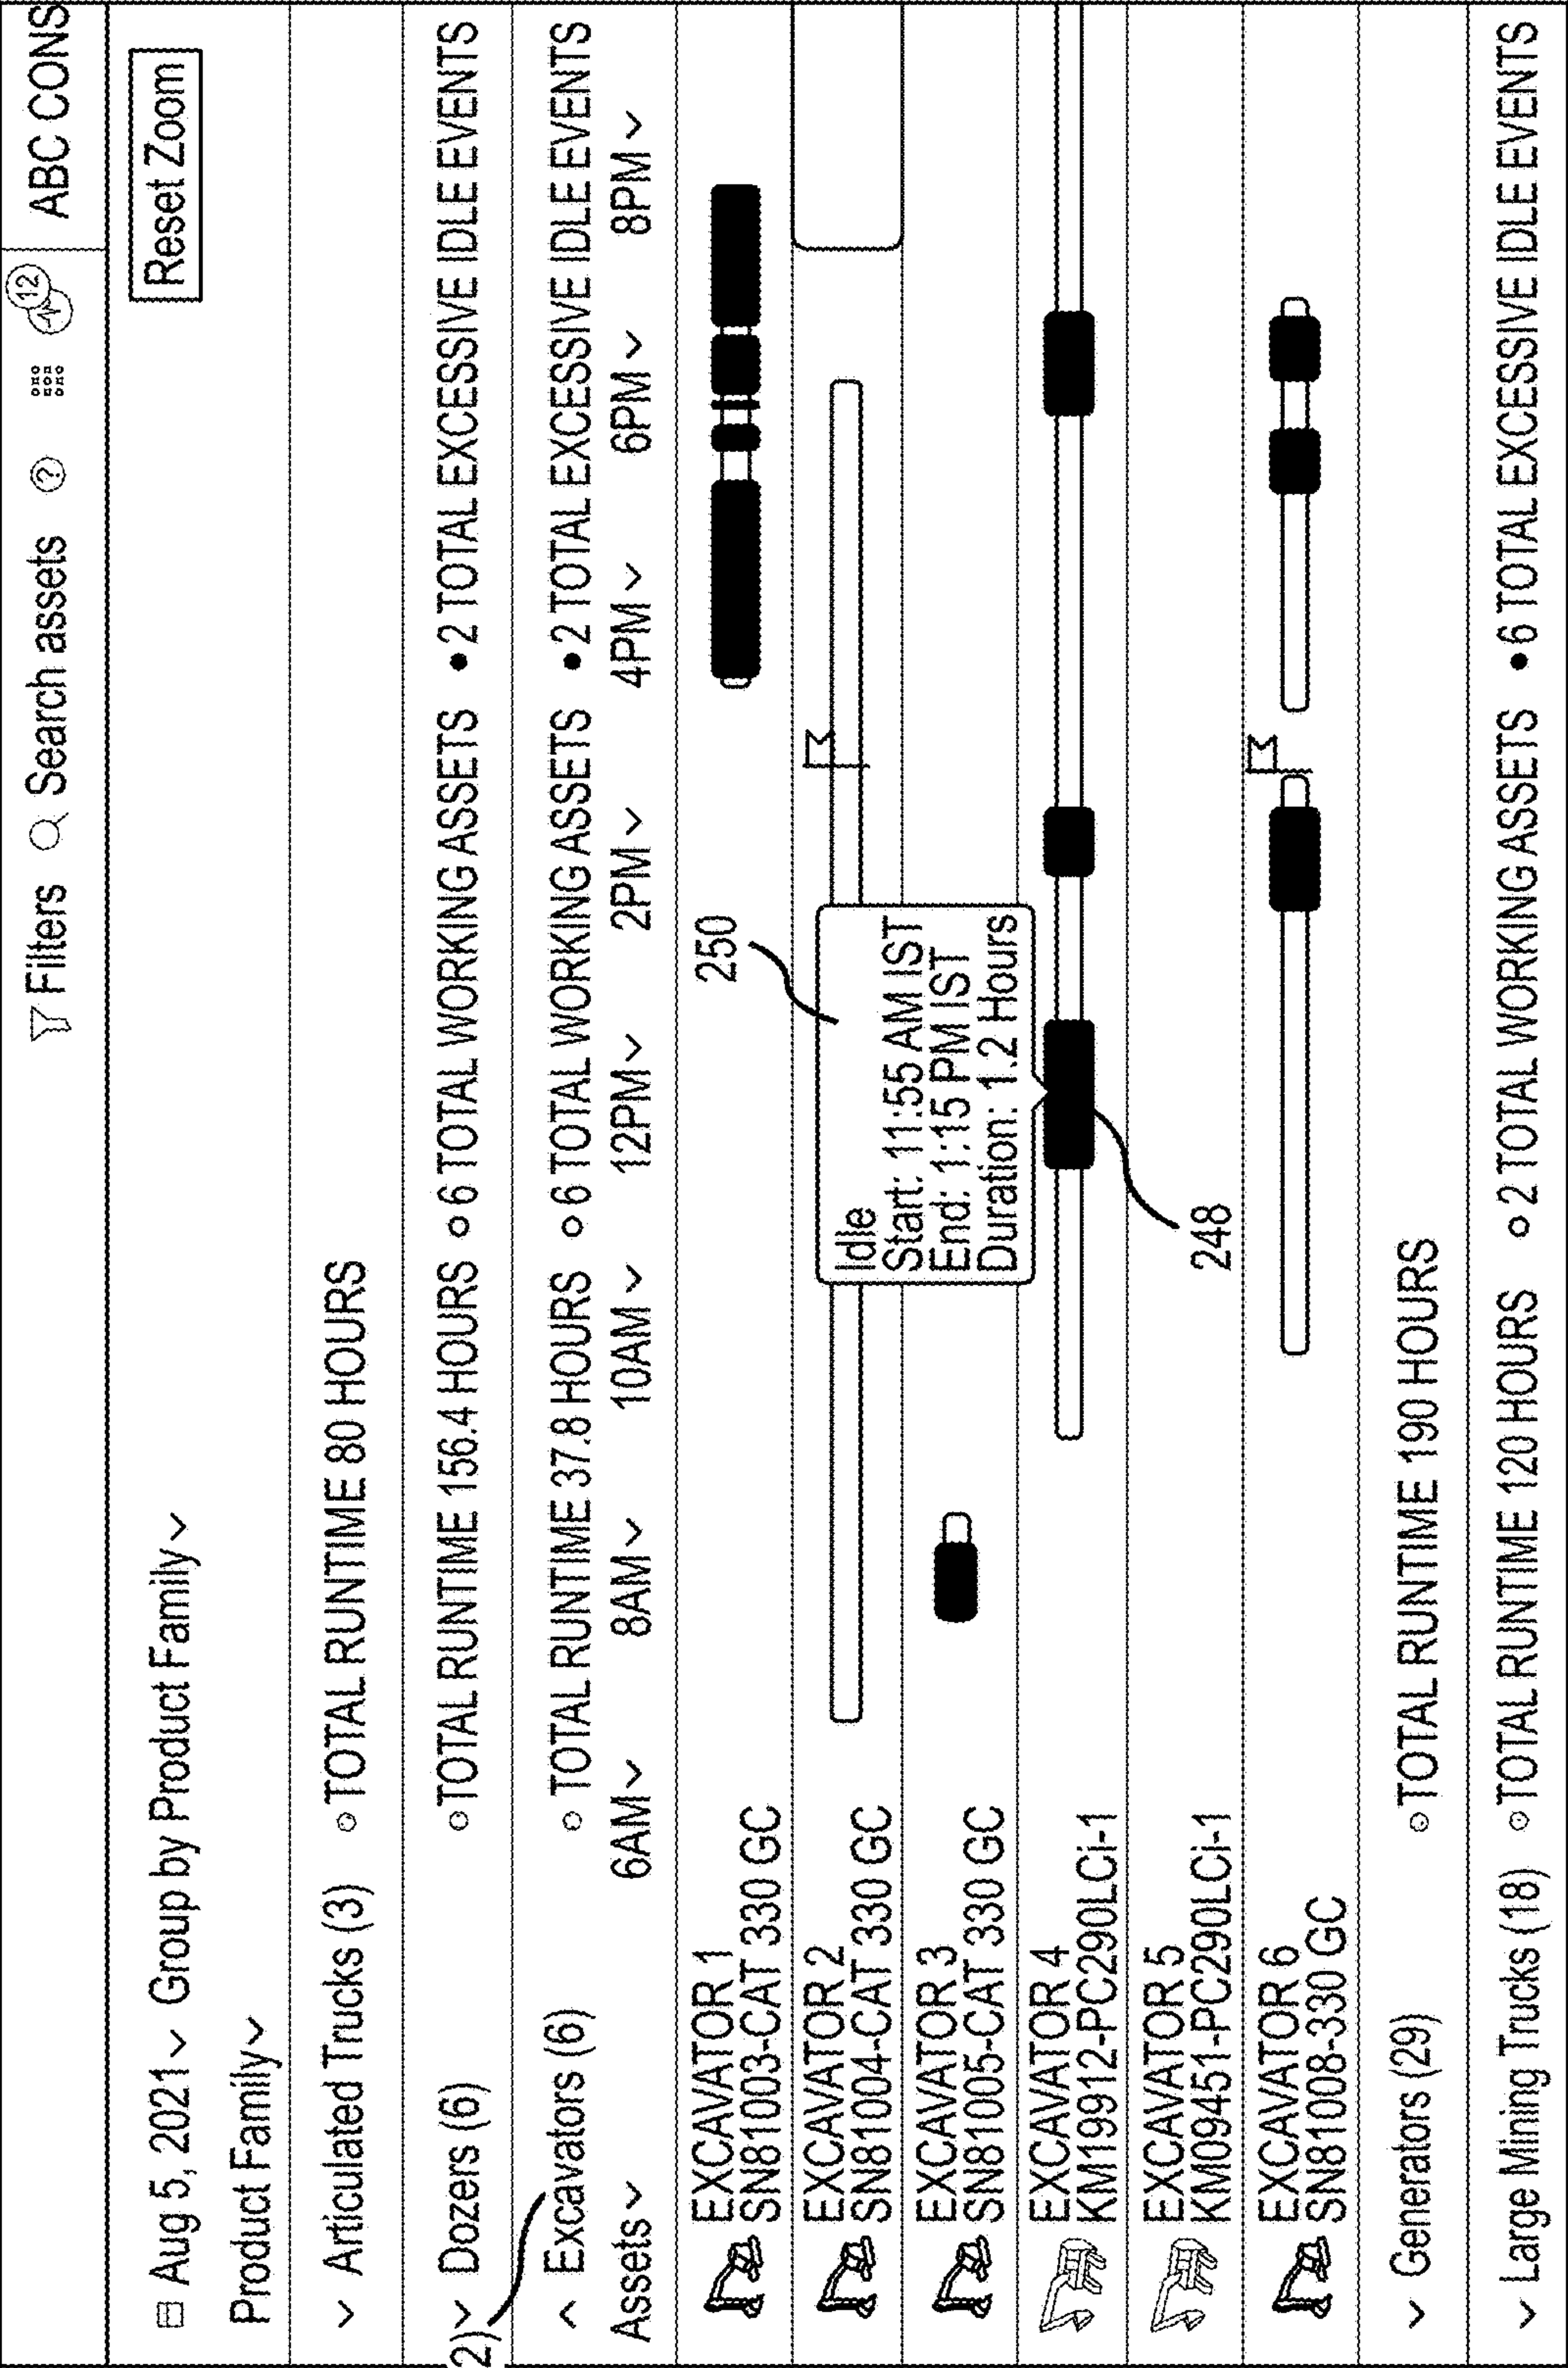 Filters Search assets ? 12 ABC CONS
Aug 5, 2021 Group by Product Family Reset Zoom
Product Family
Articulated Trucks (3) TOTAL RUNTIME 80 HOURS
Dozers (6) TOTAL RUNTIME 156.4 HOURS 6 TOTAL WORKING ASSETS • 2 TOTAL EXCESSIVE IDLE EVENTS
2)
Excavators (6) TOTAL RUNTIME 37.8 HOURS 6 TOTAL WORKING ASSETS • 2 TOTAL EXCESSIVE IDLE EVENTS
Assets 6AM 8AM 10AM 12PM 2PM 4PM 6PM 8PM
EXCAVATOR 1
SN81003-CAT 330 GC
250
EXCAVATOR 2
SN81004-CAT 330 GC
Idle
Start: 11:55 AM IST
End: 1:15 PM IST
Duration: 1.2 Hours
EXCAVATOR 3
SN81005-CAT 330 GC
EXCAVATOR 4
KM19912-PC290LCi-1
EXCAVATOR 5
KM09451-PC290LCi-1
248
EXCAVATOR 6
SN81008-330 GC
Generators (29) TOTAL RUNTIME 190 HOURS
Large Mining Trucks (18) TOTAL RUNTIME 120 HOURS 2 TOTAL WORKING ASSETS • 6 TOTAL EXCESSIVE IDLE EVENTS